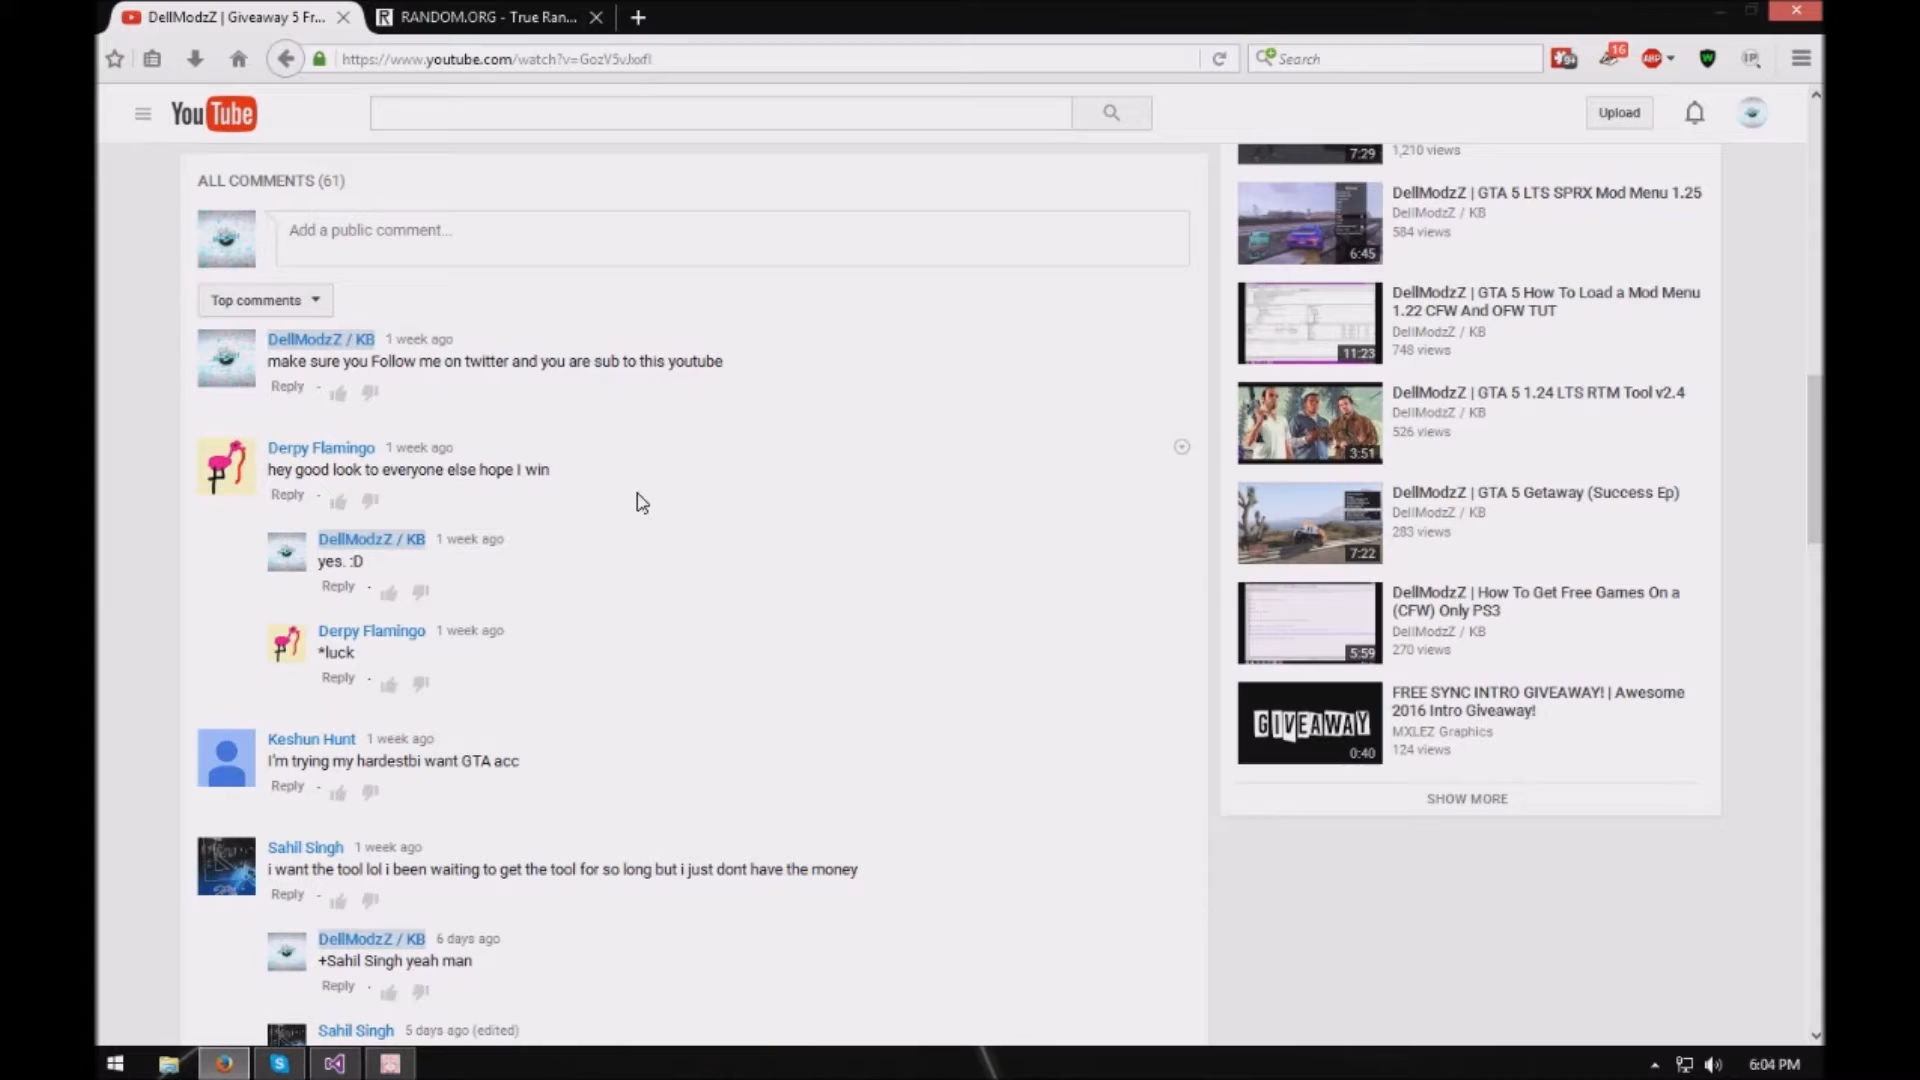 DellModzZ | Giveaway 5 Fr...
RANDOM.ORG - True Ran...
Search
16
9+
ABP
W
IP
YouTube
Upload
ALL COMMENTS (61)
Add a public comment...
Top comments
DellModzZ / KB 1 week ago
make sure you Follow me on twitter and you are sub to this youtube
Reply
Derpy Flamingo 1 week ago
hey good look to everyone else hope I win
Reply
DellModzZ / KB 1 week ago
yes. :D
Reply
Derpy Flamingo 1 week ago
*luck
Reply
Keshun Hunt 1 week ago
I'm trying my hardestbi want GTA acc
Reply
Sahil Singh 1 week ago
i want the tool lol i been waiting to get the tool for so long but i just dont have the money
Reply
DellModzZ / KB 6 days ago
+Sahil Singh yeah man
Reply
Sahil Singh 5 days ago (edited)
7:29
1,210 views
DellModzZ | GTA 5 LTS SPRX Mod Menu 1.25
DellModzZ / KB
584 views
6:45
DellModzZ | GTA 5 How To Load a Mod Menu
1.22 CFW And OFW TUT
DellModzZ / KB
748 views
11:23
DellModzZ | GTA 5 1.24 LTS RTM Tool v2.4
DellModzZ / KB
526 views
3:51
DellModzZ | GTA 5 Getaway (Success Ep)
DellModzZ / KB
283 views
7:22
DellModzZ | How To Get Free Games On a
(CFW) Only PS3
DellModzZ / KB
270 views
5:59
FREE SYNC INTRO GIVEAWAY! | Awesome
2016 Intro Giveaway!
MXLEZ Graphics
124 views
GIVEAWAY
0:40
SHOW MORE
6:04 PM